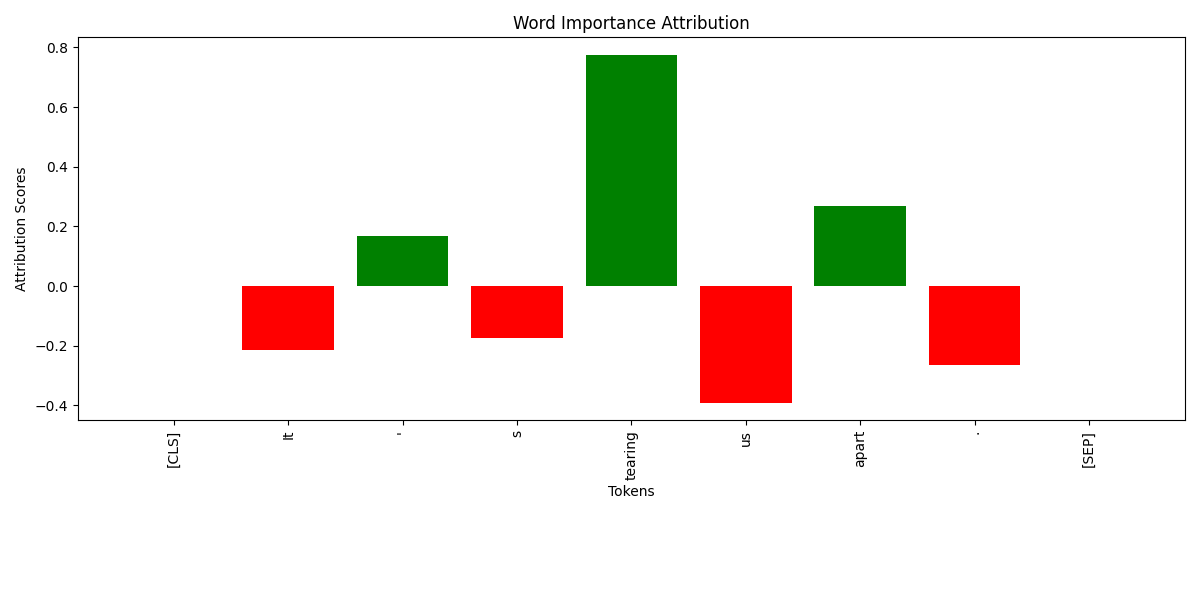 Word Importance Attribution
0.8
0.6
0.4
0.2
0.0
−0.2
−0.4
Attribution Scores
[CLS]
It
'
s
tearing
us
apart
.
[SEP]
Tokens